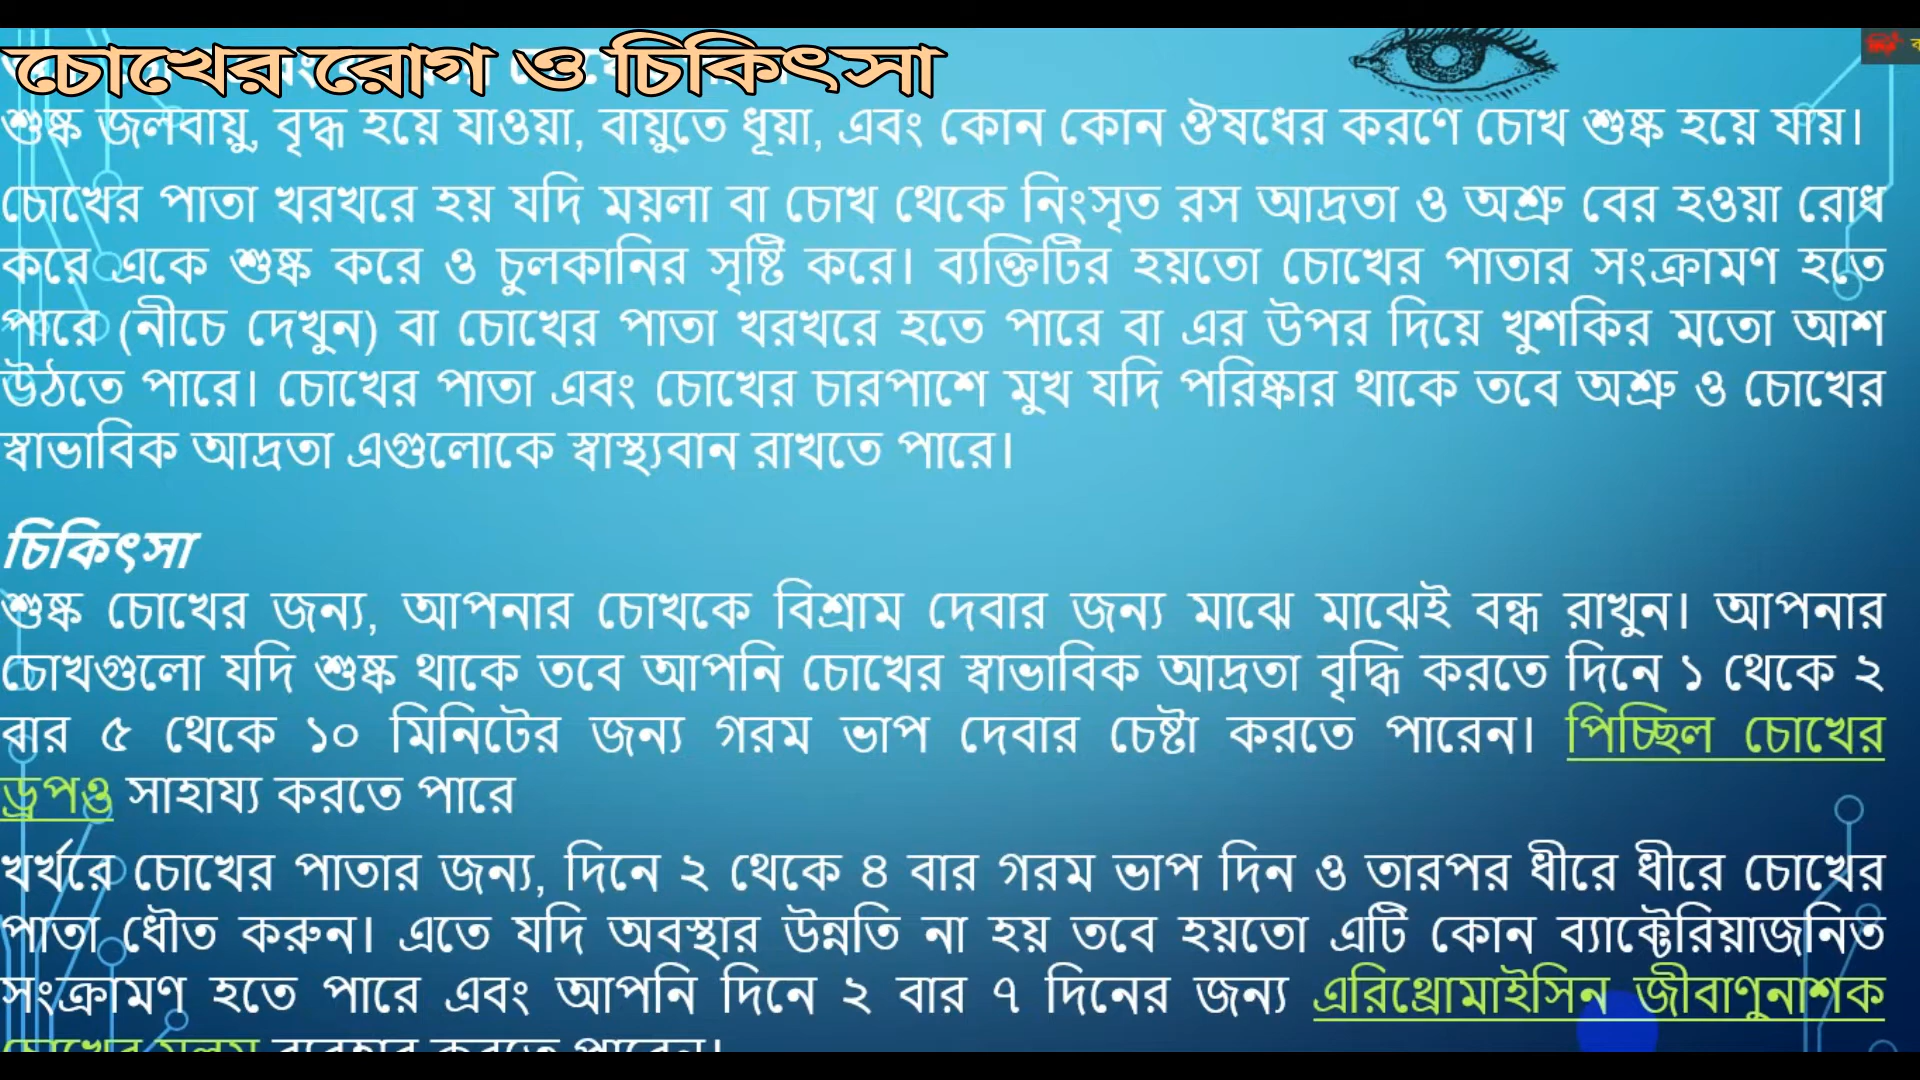 চোখের রোগ ও চিকিৎসা
শুষ্ক জলবায়ু, বৃদ্ধ হয়ে যাওয়া, বায়ুতে ধূয়া, এবং কোন কোন ঔষধের করণে চোখ শুষ্ক হয়ে যায়।
চোখের পাতা খরখরে হয় যদি ময়লা বা চোখ থেকে নিংসৃত রস আদ্রতা ও অশ্রু বের হওয়া রোধ
করে একে শুষ্ক করে ও চুলকানির সৃষ্টি করে। ব্যক্তিটির হয়তো চোখের পাতার সংক্রামণ হতে
পারে (নীচে দেখুন) বা চোখের পাতা খরখরে হতে পারে বা এর উপর দিয়ে খুশকির মতো আশ
উঠতে পারে। চোখের পাতা এবং চোখের চারপাশে মুখ যদি পরিষ্কার থাকে তবে অশ্রু ও চোখের
স্বাভাবিক আদ্রতা এগুলোকে স্বাস্থ্যবান রাখতে পারে।
চিকিৎসা
শুষ্ক চোখের জন্য, আপনার চোখকে বিশ্রাম দেবার জন্য মাঝে মাঝেই বন্ধ রাখুন। আপনার
চোখগুলো যদি শুষ্ক থাকে তবে আপনি চোখের স্বাভাবিক আদ্রতা বৃদ্ধি করতে দিনে ১ থেকে ২
বার ৫ থেকে ১০ মিনিটের জন্য গরম ভাপ দেবার চেষ্টা করতে পারেন। পিচ্ছিল চোখের
ড্রপও সাহায্য করতে পারে
খর্খরে চোখের পাতার জন্য, দিনে ২ থেকে ৪ বার গরম ভাপ দিন ও তারপর ধীরে ধীরে চোখের
পাতা ধৌত করুন। এতে যদি অবস্থার উন্নতি না হয় তবে হয়তো এটি কোন ব্যাক্টেরিয়াজনিত
সংক্রামণ হতে পারে এবং আপনি দিনে ২ বার ৭ দিনের জন্য এরিথ্রোমাইসিন জীবাণুনাশক
চোখের মলম ব্যবহার করতে পারেন।